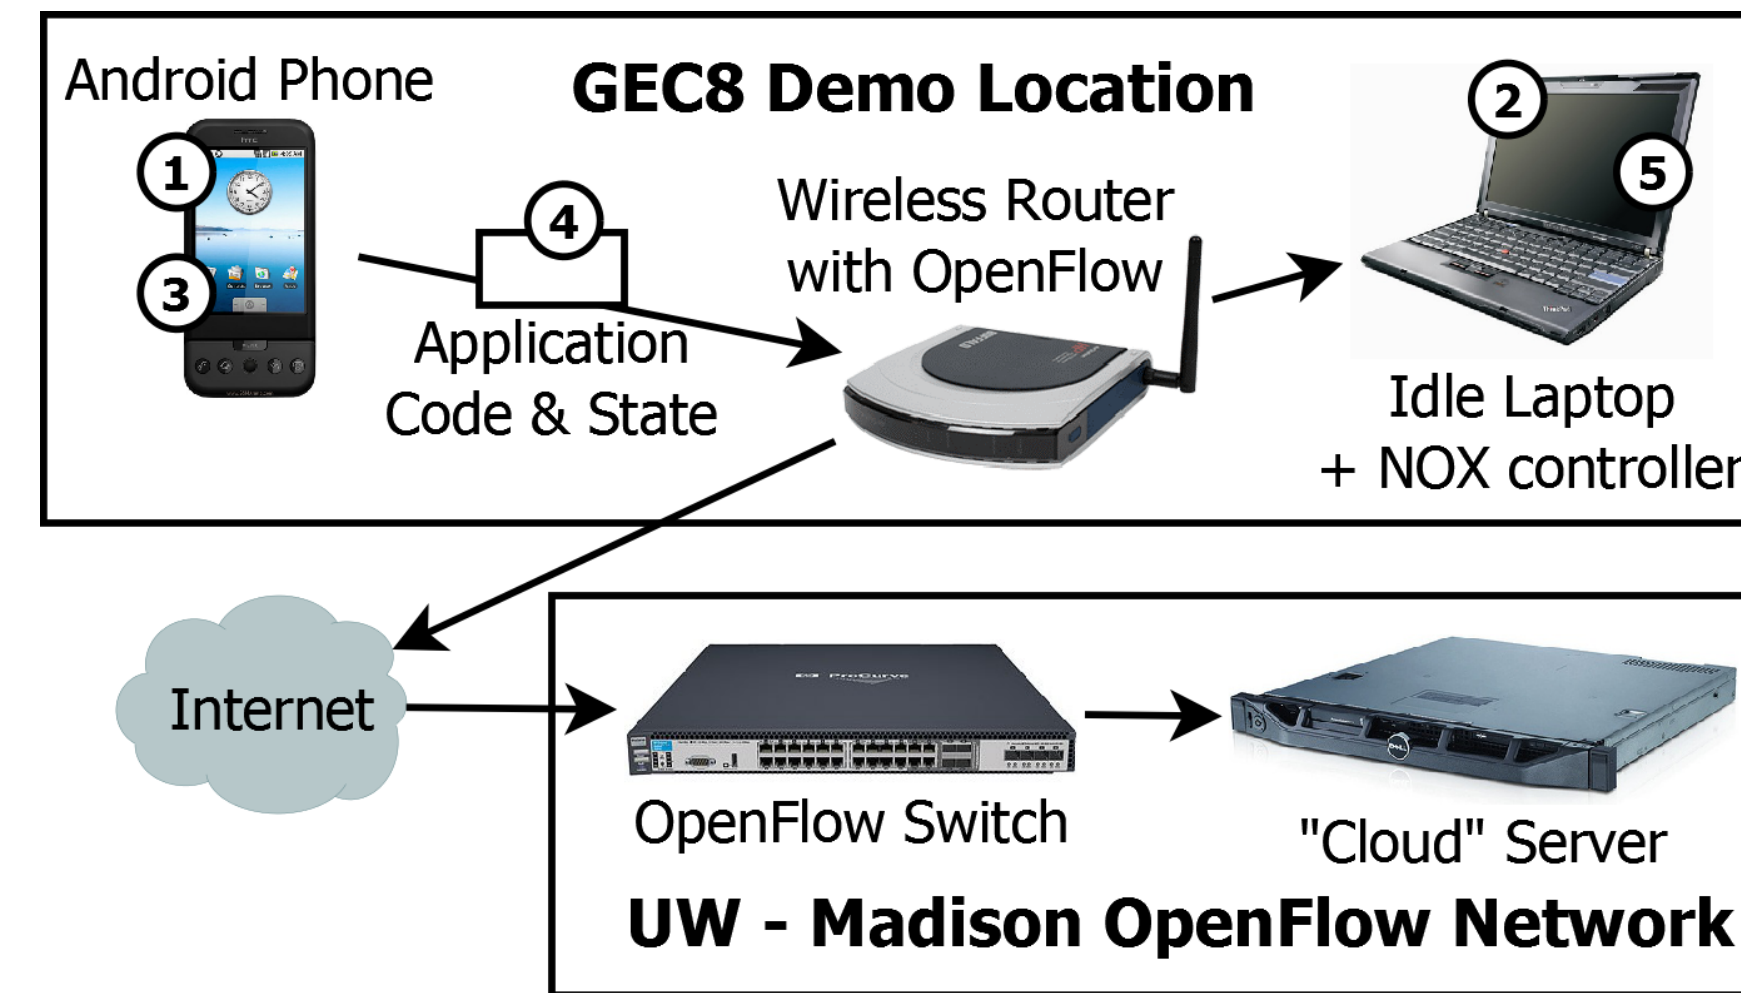 Android Phone
GEC8 Demo Location
1
2
3
4
5
Application
Code & State
Wireless Router
with OpenFlow
Idle Laptop
+ NOX controller
Internet
ProCurve
OpenFlow Switch
"Cloud" Server
UW - Madison OpenFlow Network